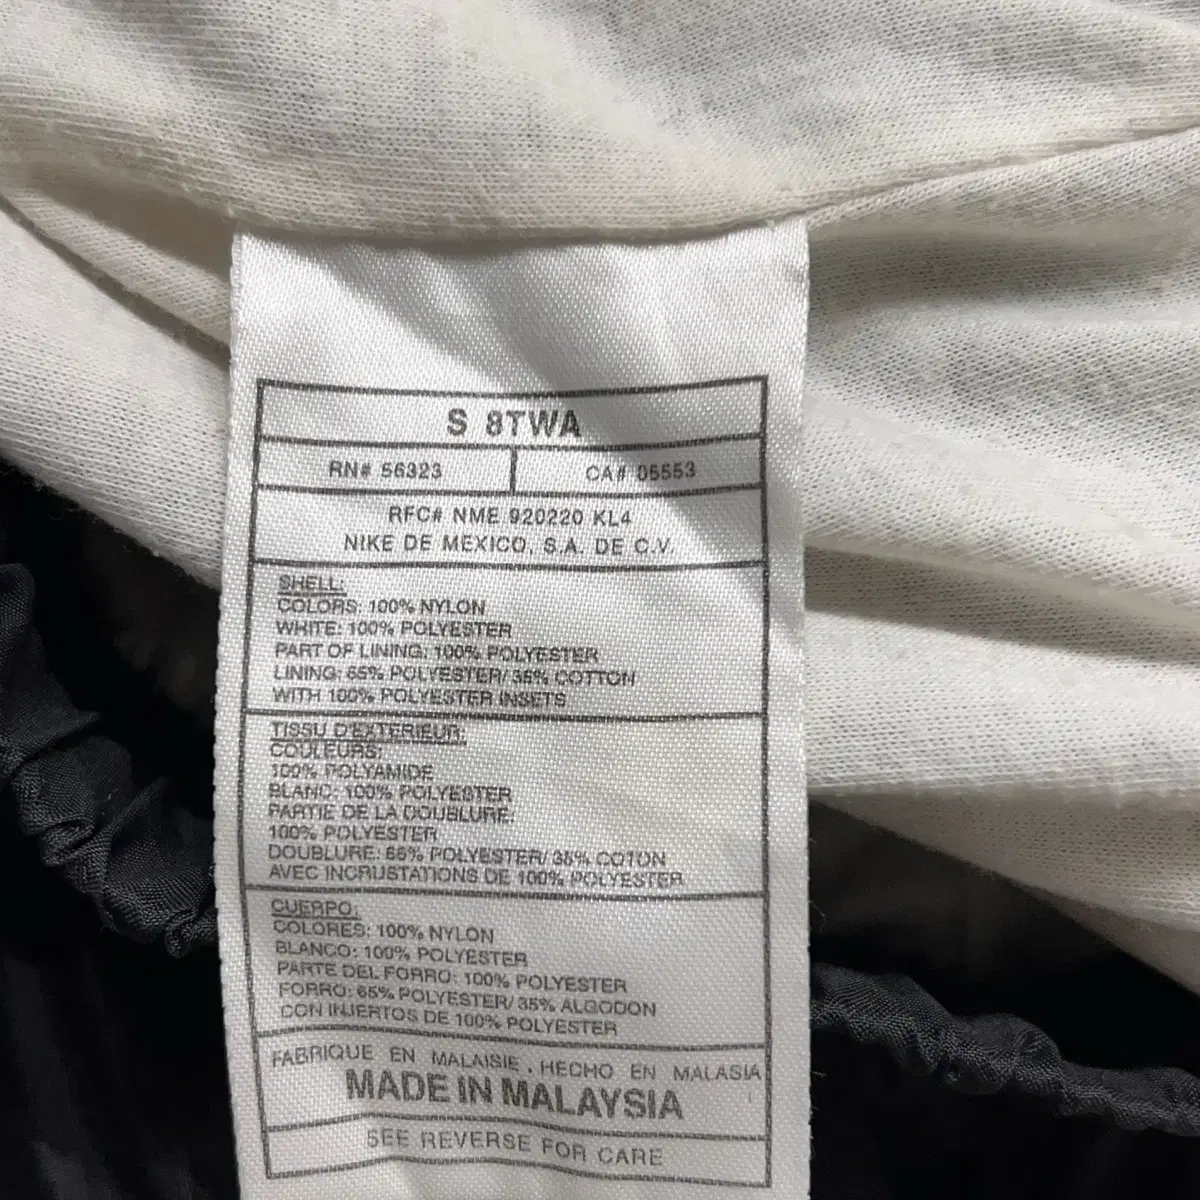 S 8TWA
RN# 56323
CA# 05553
RFC# NME 920220 KL4
NIKE DE MEXICO, S.A. DE C.V.
SHELL:
COLORS: 100% NYLON
WHITE: 100% POLYESTER
PART OF LINING: 100% POLYESTER
LINING: 65% POLYESTER/ 35% COTTON
WITH 100% POLYESTER INSETS
TISSU D'EXTERIEUR:
COULEURS:
100% POLYAMIDE
BLANC: 100% POLYESTER
PARTIE DE LA DOUBLURE:
100% POLYESTER
DOUBLURE: 65% POLYESTER/ 35% COTON
AVEC INCRUSTATIONS DE 100% POLYESTER
CUERPO:
COLORES: 100% NYLON
BLANCO: 100% POLYESTER
PARTE DEL FORRO: 100% POLYESTER
FORRO: 65% POLYESTER/ 35% ALGODON
CON INJERTOS DE 100% POLYESTER
FABRIQUE EN MALAISIE , HECHO EN MALASIA
MADE IN MALAYSIA
SEE REVERSE FOR CARE